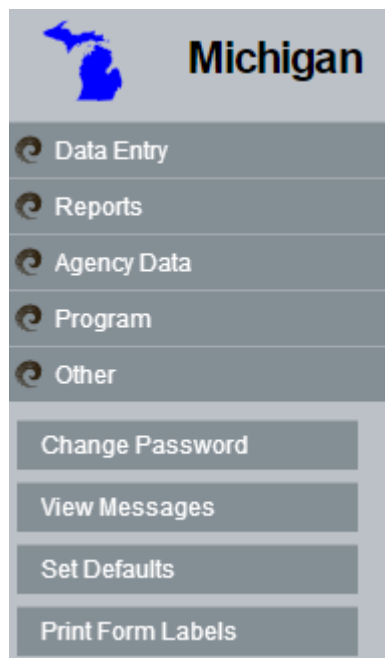 Michigan
Data Entry
Reports
Agency Data
Program
Other
Change Password
View Messages
Set Defaults
Print Form Labels